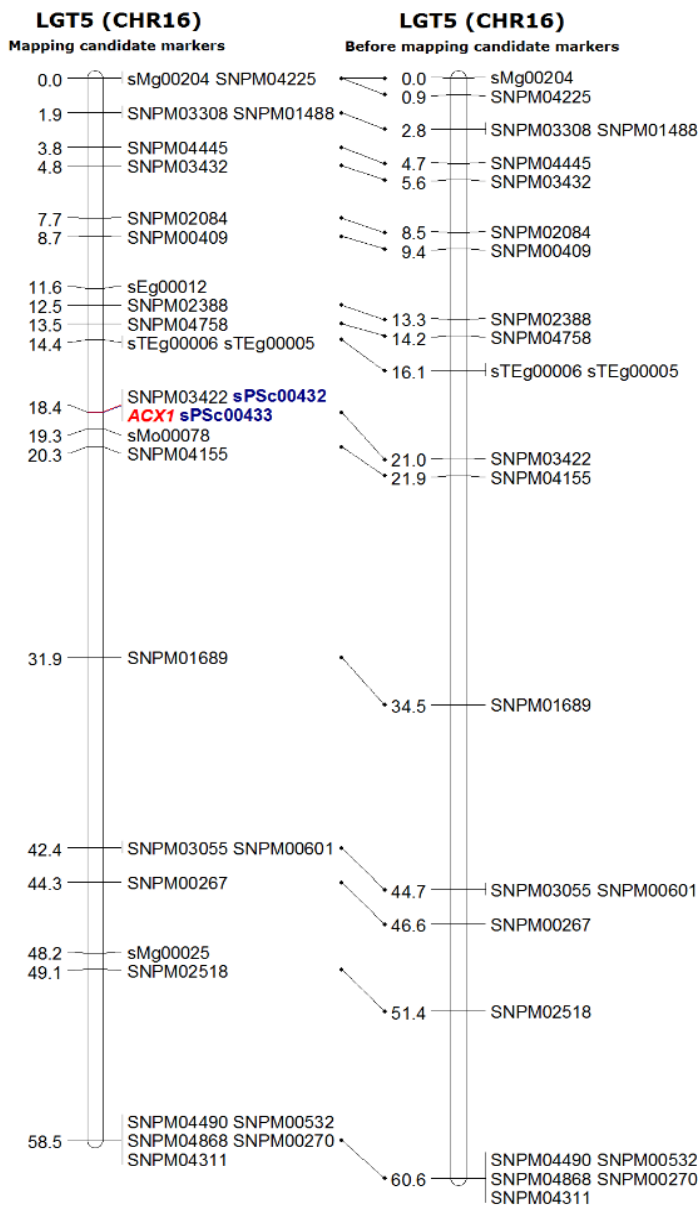 LGT5 (CHR16)
Mapping candidate markers
0.0 sMg00204 SNPM04225
1.9 SNPM03308 SNPM01488
3.8 SNPM04445
4.8 SNPM03432
7.7 SNPM02084
8.7 SNPM00409
11.6 sEg00012
12.5 SNPM02388
13.5 SNPM04758
14.4 sTEg00006 sTEg00005
SNPM03422 sPSc00432
18.4 ACX1 sPSc00433
19.3 sMo00078
20.3 SNPM04155
31.9 SNPM01689
42.4 SNPM03055 SNPM00601
44.3 SNPM00267
48.2 sMg00025
49.1 SNPM02518
SNPM04490 SNPM00532
58.5 SNPM04868 SNPM00270
SNPM04311
LGT5 (CHR16)
Before mapping candidate markers
0.0 sMg00204
0.9 SNPM04225
2.8 SNPM03308 SNPM01488
4.7 SNPM04445
5.6 SNPM03432
8.5 SNPM02084
9.4 SNPM00409
13.3 SNPM02388
14.2 SNPM04758
16.1 sTEg00006 sTEg00005
21.0 SNPM03422
21.9 SNPM04155
34.5 SNPM01689
44.7 SNPM03055 SNPM00601
46.6 SNPM00267
51.4 SNPM02518
SNPM04490 SNPM00532
60.6 SNPM04868 SNPM00270
SNPM04311